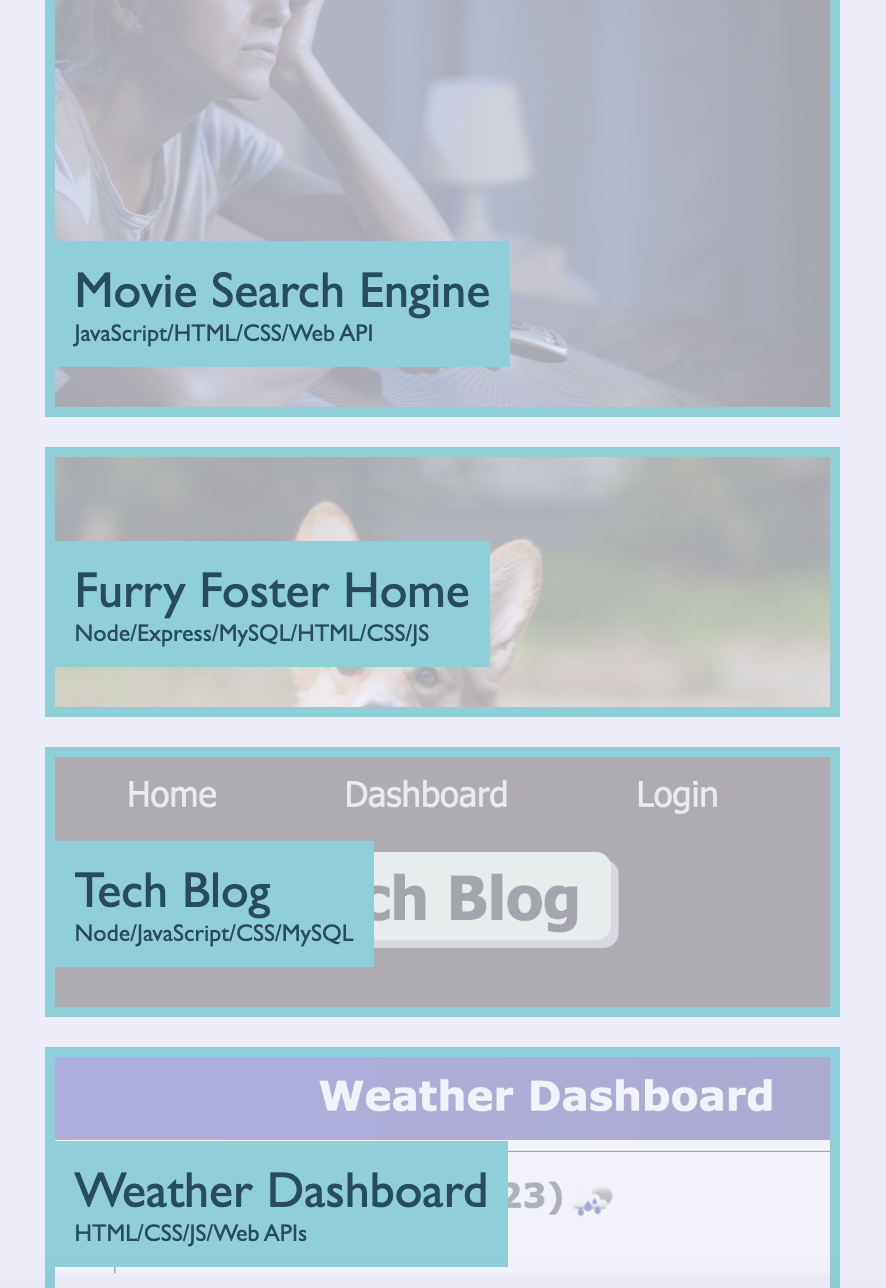 Movie Search Engine
JavaScript/HTML/CSS/Web API
Furry Foster Home
Node/Express/MySQL/HTML/CSS/JS
Home Dashboard Login
ch Blog
Tech Blog
Node/JavaScript/CSS/MySQL
Weather Dashboard
Weather Dashboard
23)
HTML/CSS/JS/Web APIs